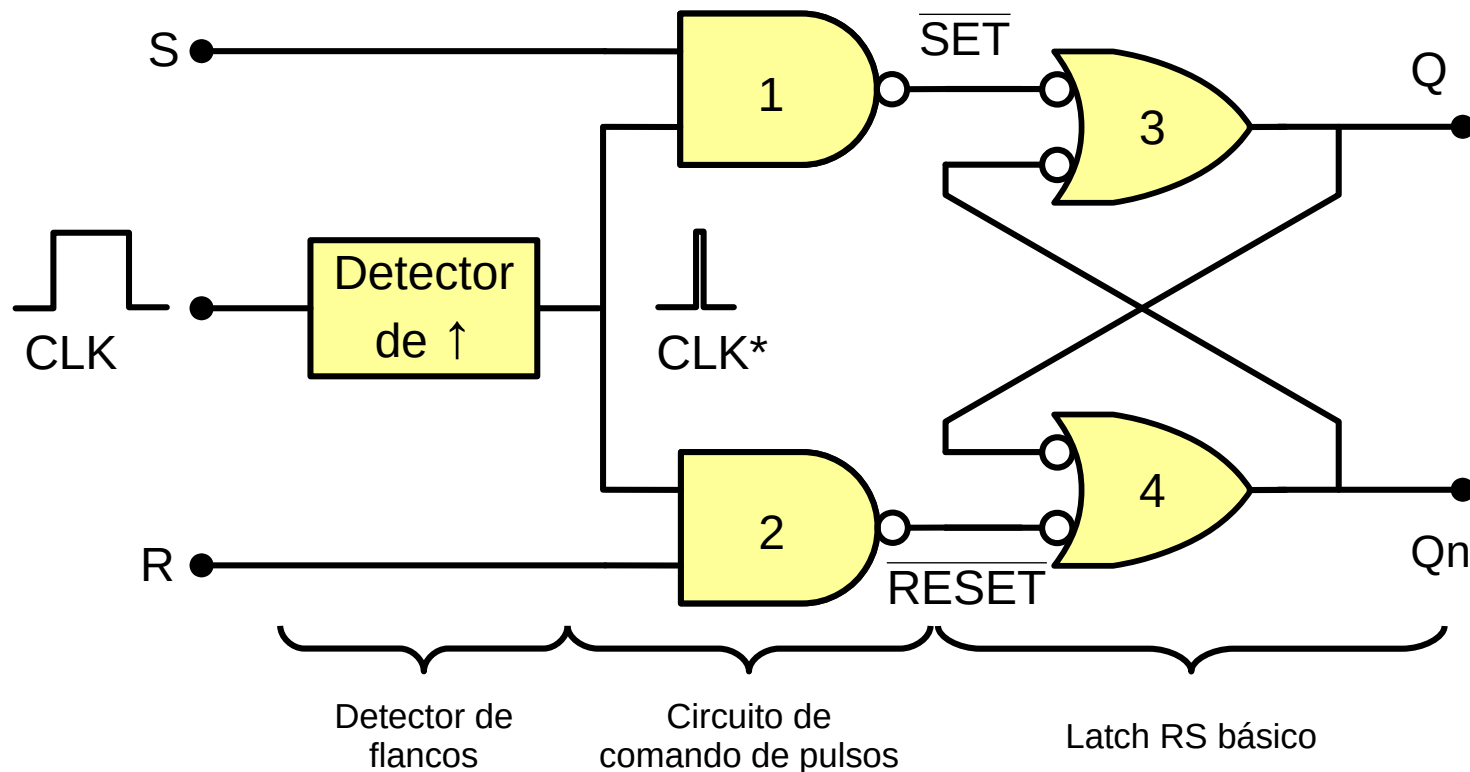 S
1
SET
3
Q
Detector
de ↑
CLK
CLK*
R
2
RESET
4
Qn
Detector de
flancos
Circuito de
comando de pulsos
Latch RS básico